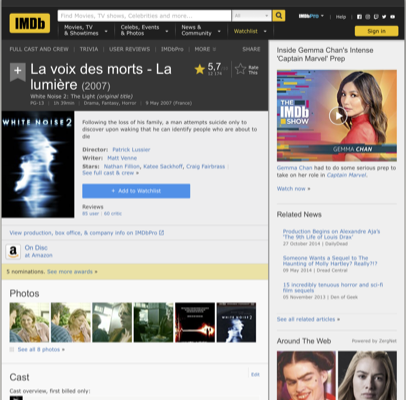 IMDb
Find Movies, TV shows, Celebrities and more...
All
IMDbPro
Help
Movies, TV
& Showtimes
Celebs, Events
& Photos
News &
Community
Watchlist
Sign in
FULL CAST AND CREW | TRIVIA | USER REVIEWS | IMDbPro | MORE
SHARE
La voix des morts - La
lumière (2007)
White Noise 2: The Light (original title)
PG-13 | 1h 39min | Drama, Fantasy, Horror | 9 May 2007 (France)
5,7
Rate
This
WHITE NOISE 2
Following the loss of his family, a man attempts suicide only to
discover upon waking that he can identify people who are about to
die
Director: Patrick Lussier
Writer: Matt Venne
Stars: Nathan Fillion, Katee Sackhoff, Craig Fairbrass |
See full cast & crew »
+ Add to Watchlist
Reviews
85 user | 60 critic
View production, box office, & company info on IMDbPro
On Disc
at Amazon
5 nominations. See more awards »
Photos
WHITE NOISE 2
See all 8 photos »
Cast
Edit
Cast overview, first billed only:
Inside Gemma Chan's Intense
'Captain Marvel' Prep
THE
IMDb
SHOW
GEMMA CHAN
Gemma Chan had to do some serious prep to
take on her role in Captain Marvel.
Watch now »
Related News
Production Begins on Alexandre Aja's
'The 9th Life of Louis Drax'
27 October 2014 | DailyDead
Someone Wants a Sequel to The
Haunting of Molly Hartley? Really?!?
09 May 2014 | Dread Central
15 incredibly tenuous horror and sci-fi
film sequels
05 November 2013 | Den of Geek
See all related articles »
Around The Web
Powered by ZergNet